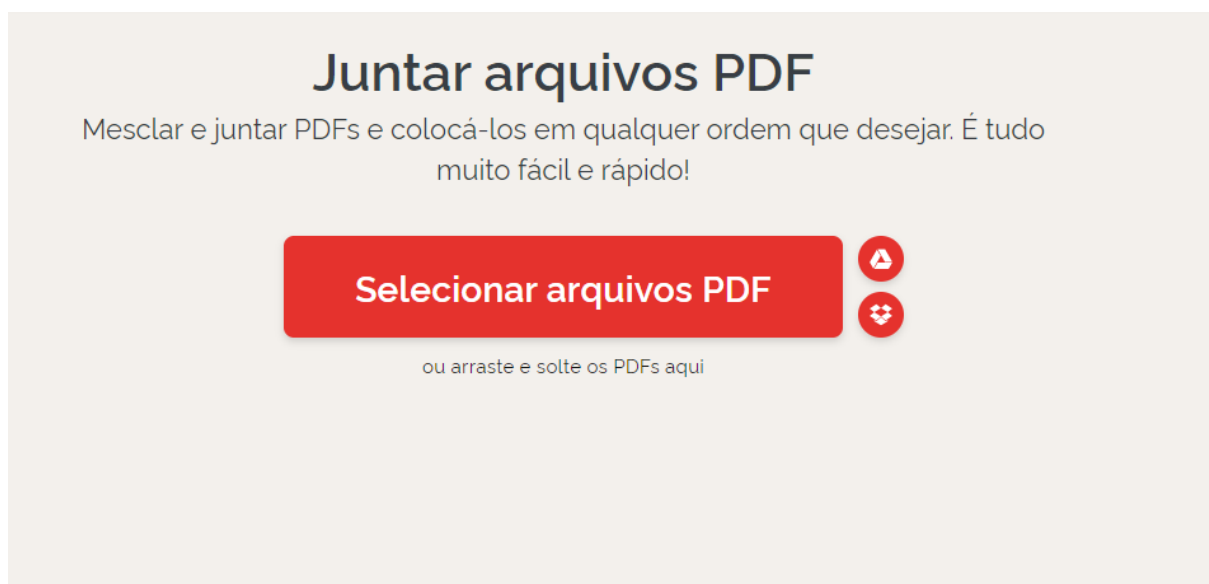 Juntar arquivos PDF
Mesclar e juntar PDFs e colocá-los em qualquer ordem que desejar. É tudo
muito fácil e rápido!
Selecionar arquivos PDF
ou arraste e solte os PDFs aqui